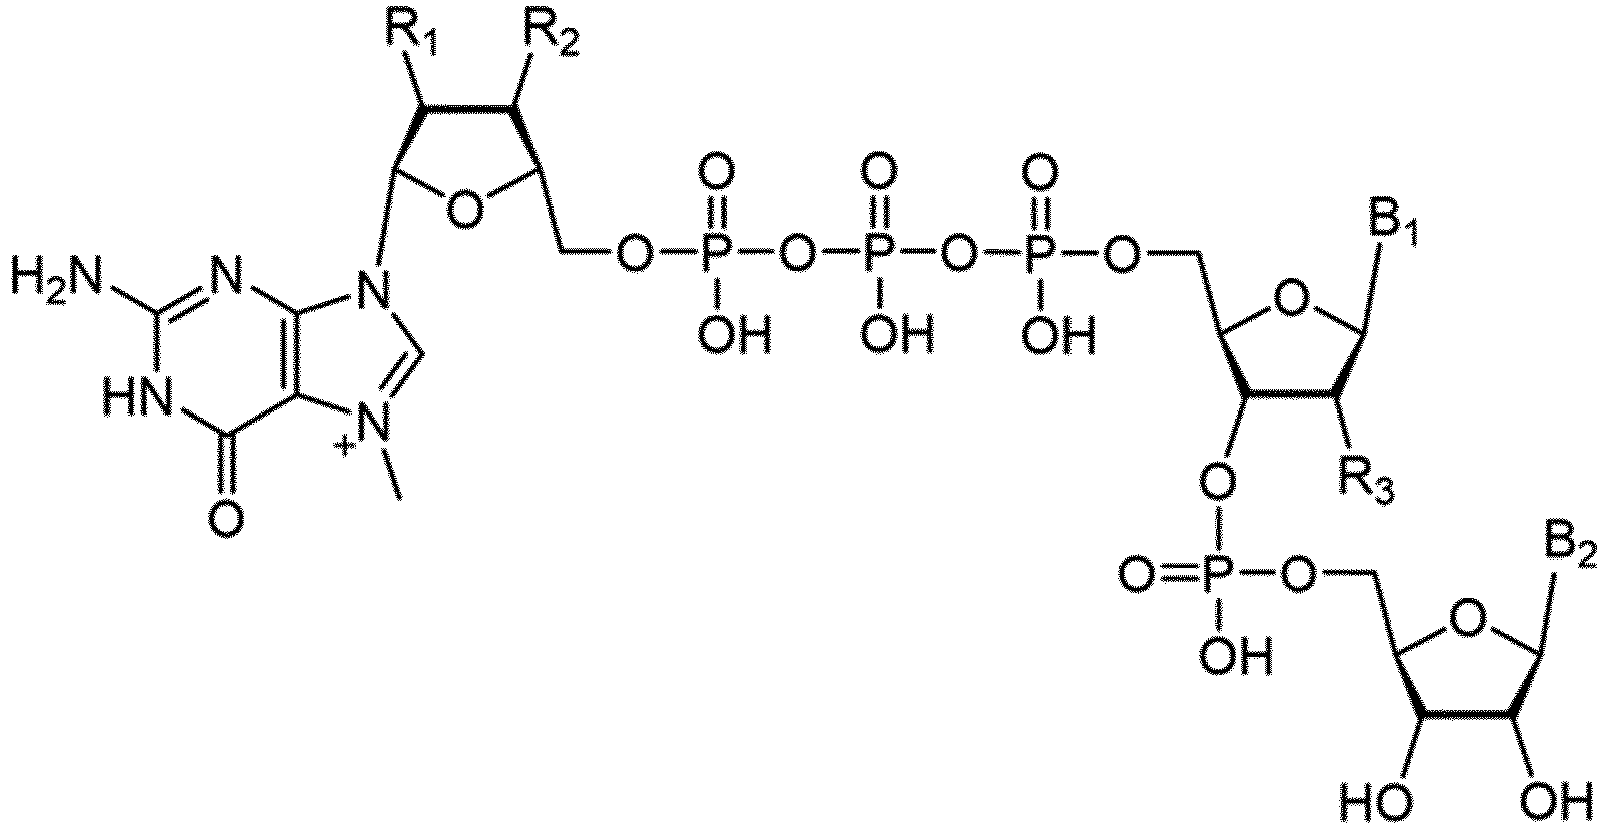 R1 R2
O O O
B1
O
O P O P O P O
H2N N N
O
OH OH OH
HN N
+
R3
O
O
B2
O P O
O
OH
HO OH